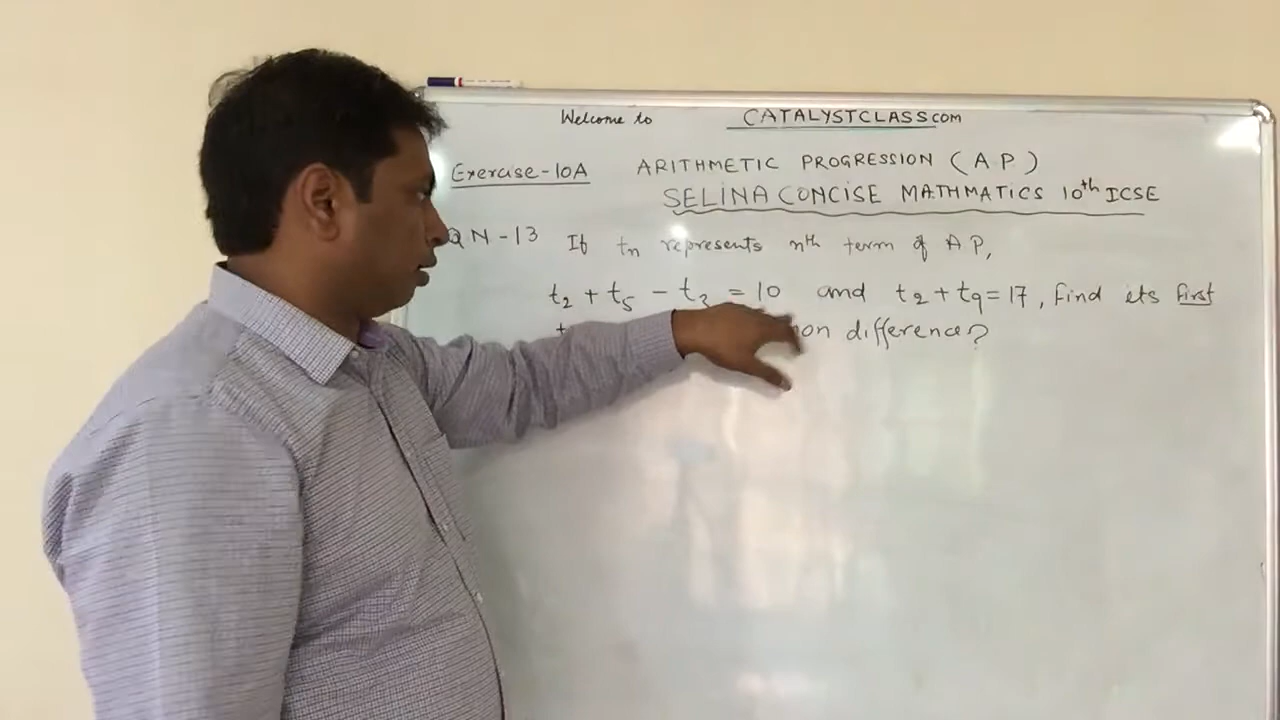 Welcome to CATALYSTCLASS.COM
Exercise-10A ARITHMETIC PROGRESSION (AP)
SELINA CONCISE MATHMATICS 10th ICSE
QN-13 If tn represents nth term of AP,
t2 + t5 - t3 = 10 and t2 + t9 = 17, find its first
difference?